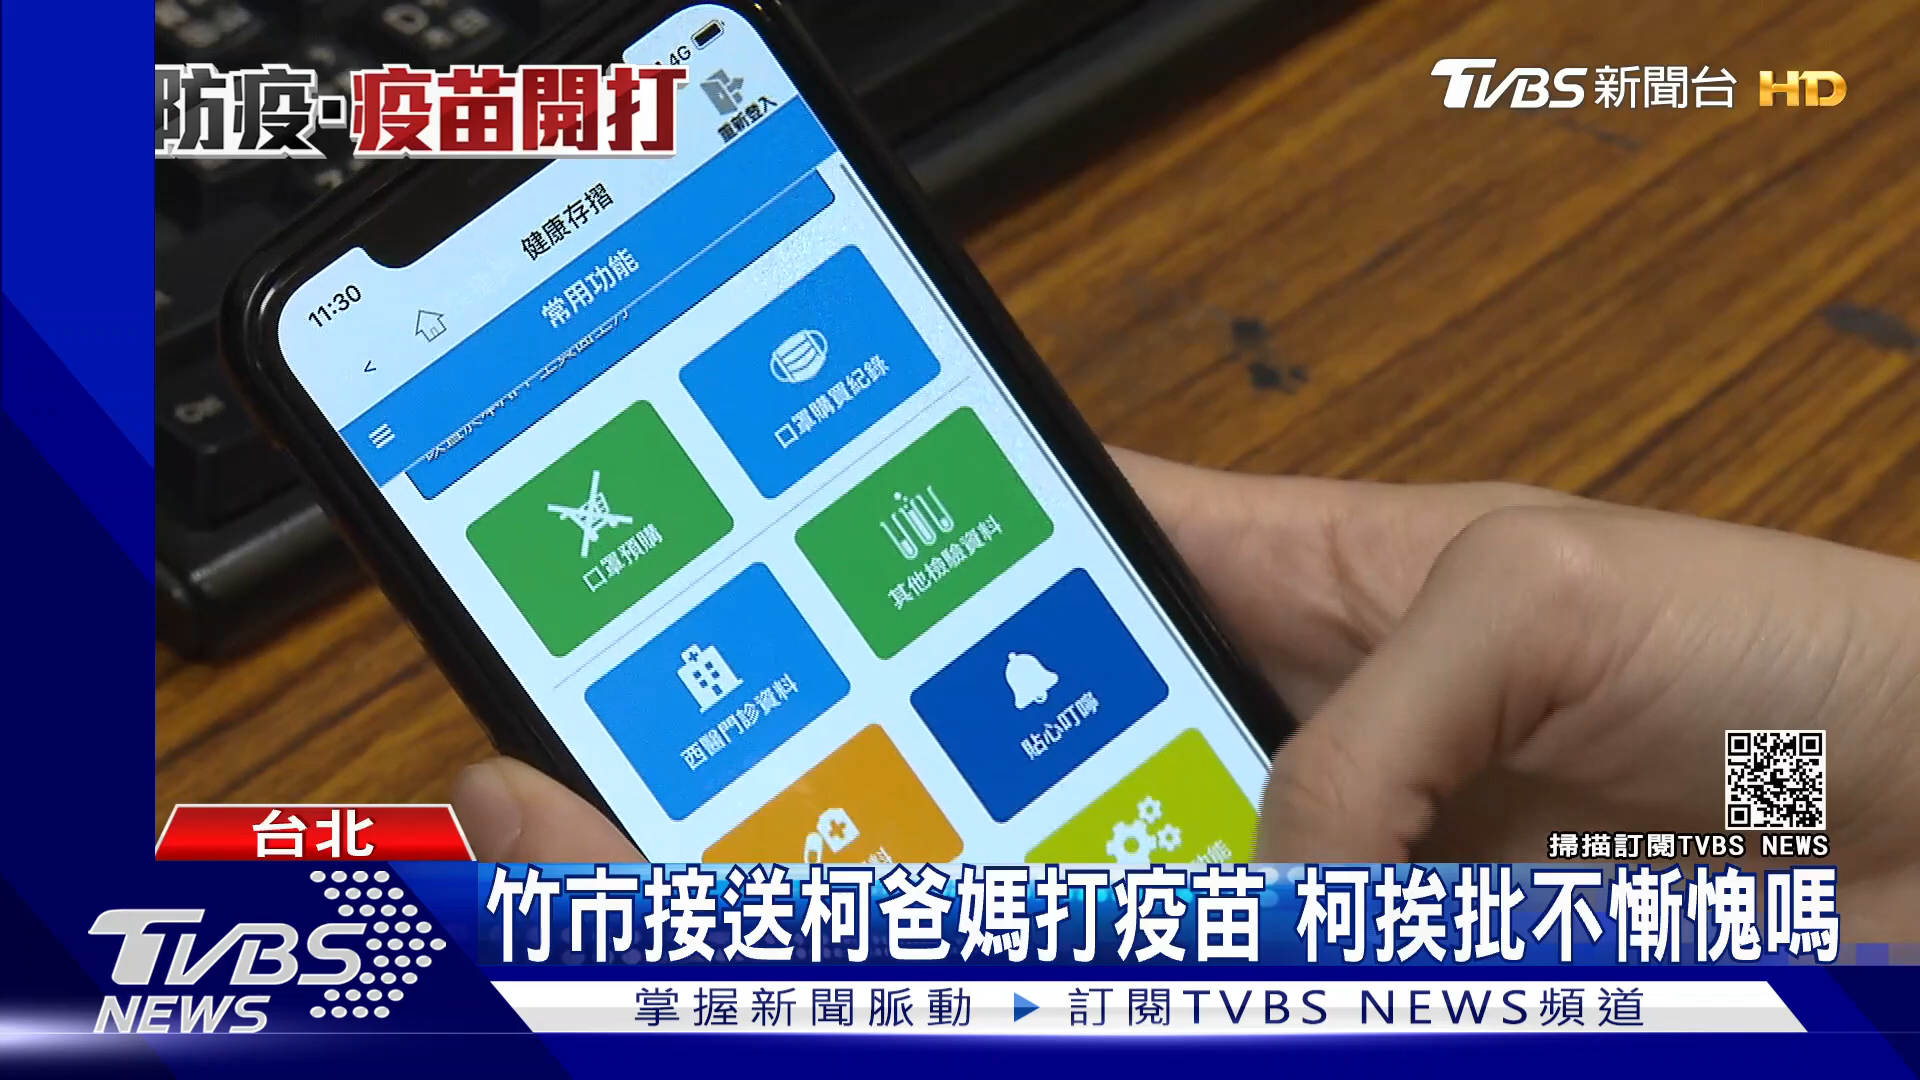 防疫·疫苗開打
TVBS新聞台 HD
4G
重新登入
11:30
健康存摺
<
常用功能
口罩購買紀錄
口罩預購
其他檢驗資料
西醫門診資料
貼心叮嚀
掃描訂閱TVBS NEWS
台北
竹市接送柯爸媽打疫苗 柯挨批不慚愧嗎
TVBS
NEWS
掌握新聞脈動 ▶ 訂閱TVBS NEWS頻道